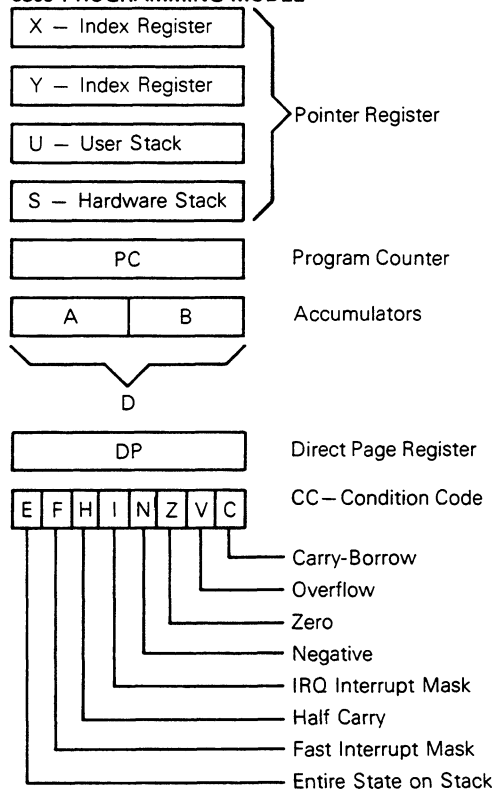 X — Index Register
Y — Index Register
U — User Stack
S — Hardware Stack
Pointer Register
PC
Program Counter
A B
Accumulators
D
DP
Direct Page Register
E F H I N Z V C
CC — Condition Code
Carry-Borrow
Overflow
Zero
Negative
IRQ Interrupt Mask
Half Carry
Fast Interrupt Mask
Entire State on Stack